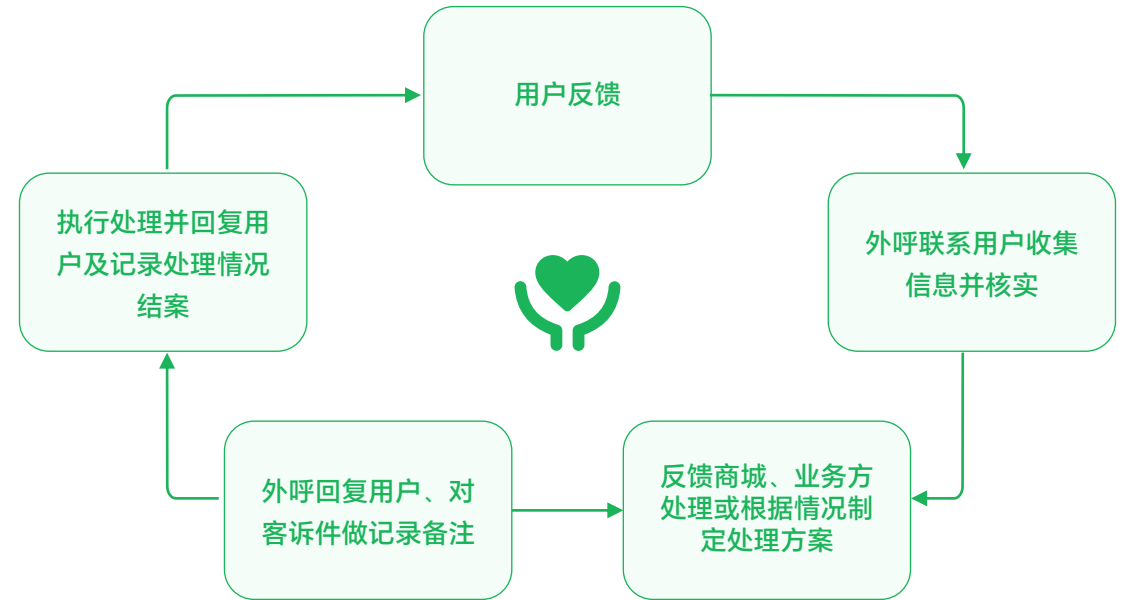 用户反馈
执行处理并回复用
户及记录处理情况
结案
外呼联系用户收集
信息并核实
外呼回复用户、对
客诉件做记录备注
反馈商城、业务方
处理或根据情况制
定处理方案